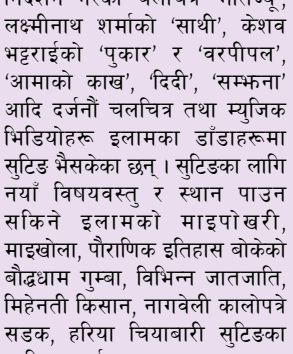 लक्ष्मीनाथ शर्माको ‘साथी’, केशव
भट्टराईको ‘पुकार’ र ‘वरपीपल’,
‘आमाको काख’, ‘दिदी’, ‘सम्झना’
आदि दर्जनौं चलचित्र तथा म्युजिक
भिडियोहरू इलामका डाँडाहरूमा
सुटिङ भैसकेका छन् । सुटिङका लागि
नयाँ विषयवस्तु र स्थान पाउन
सकिने इलामको माइपोखरी,
माइखोला, पौराणिक इतिहास बोकेको
बौद्धधाम गुम्बा, विभिन्न जातजाति,
मिहेनती किसान, नागवेली कालोपत्रे
सडक, हरिया चियाबारी सुटिङका